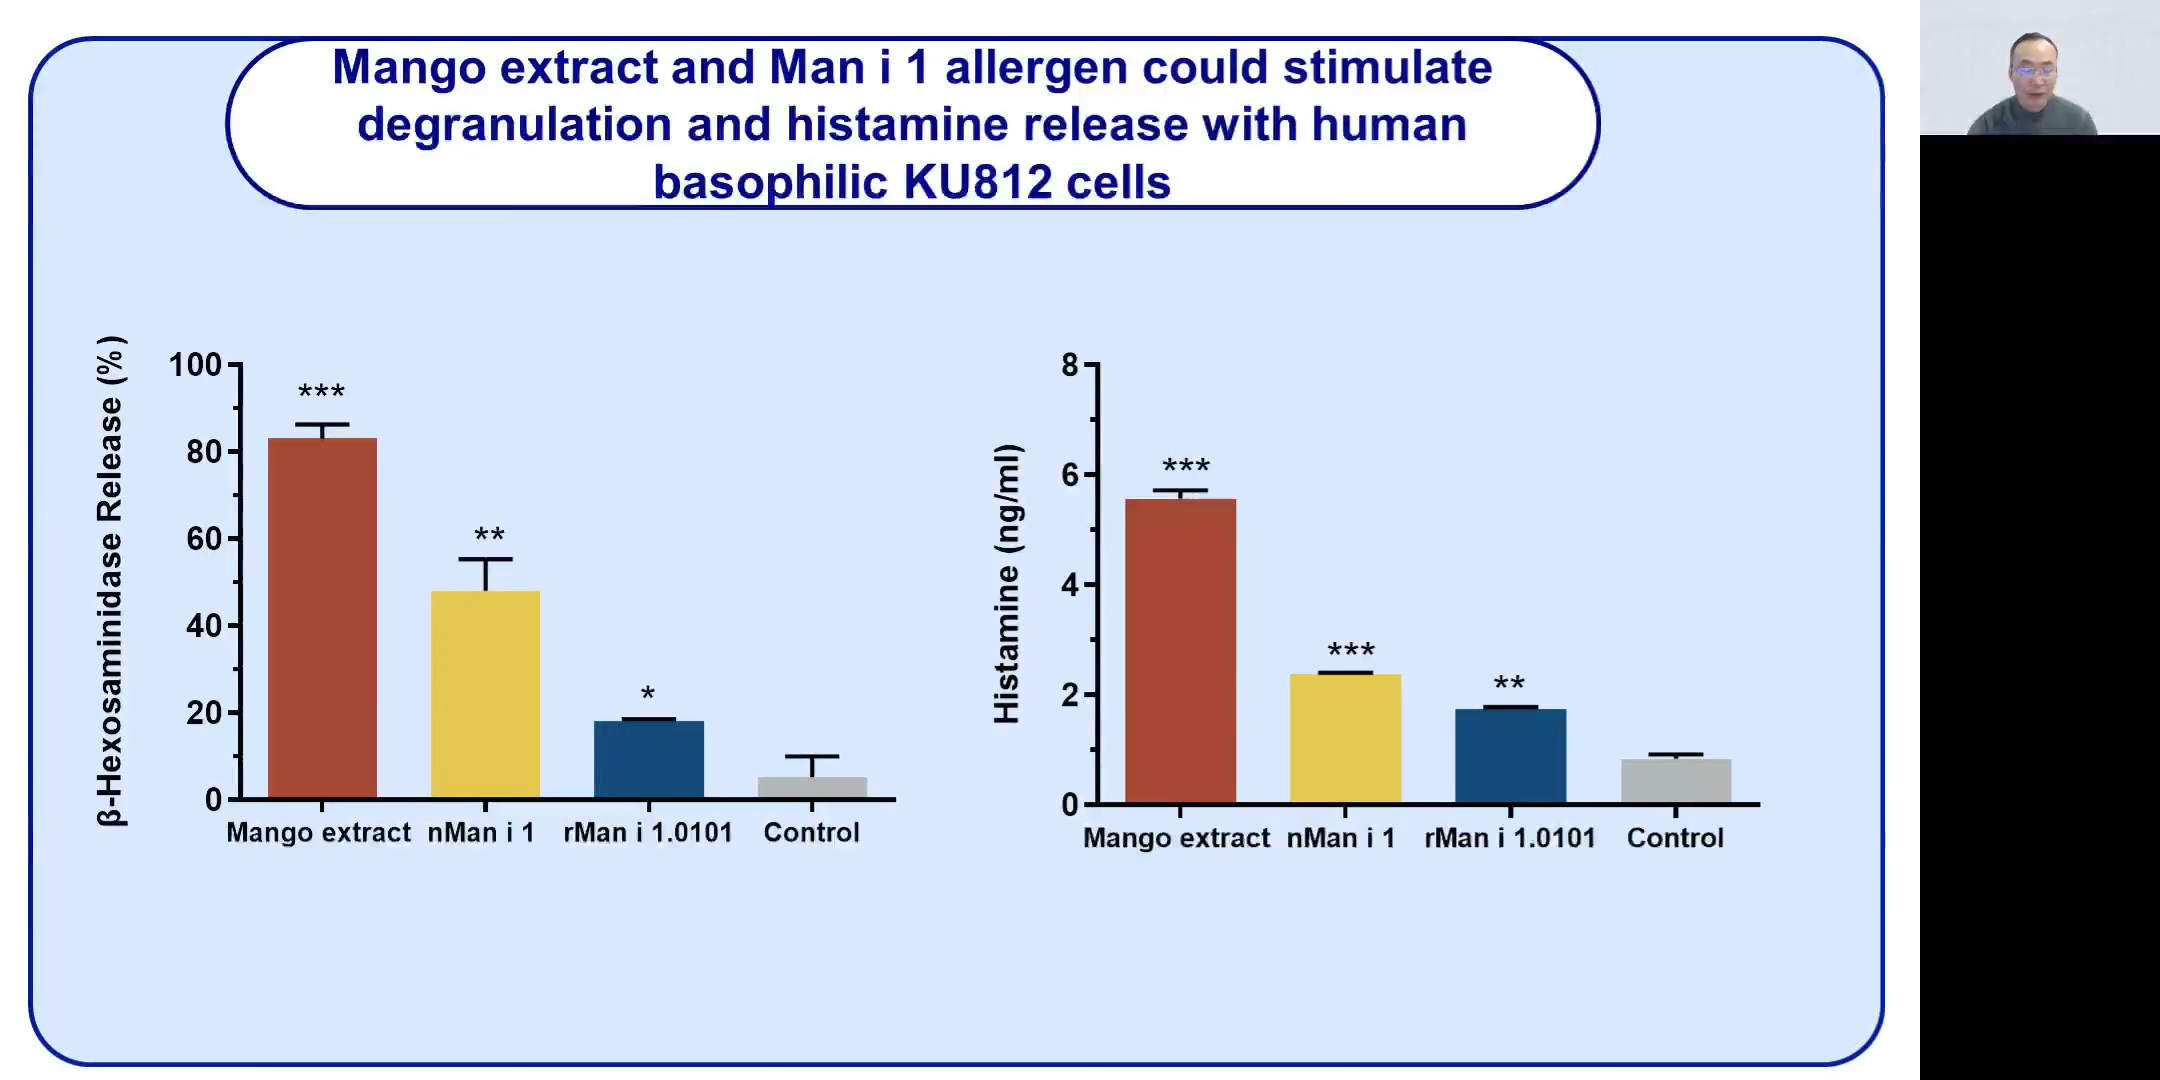 Mango extract and Man i 1 allergen could stimulate
degranulation and histamine release with human
basophilic KU812 cells
β-Hexosaminidase Release (%)
100
80
60
40
20
0
***
**
*
Mango extract nMan i 1 rMan i 1.0101 Control
Histamine (ng/ml)
8
6
4
2
0
***
***
**
Mango extract nMan i 1 rMan i 1.0101 Control